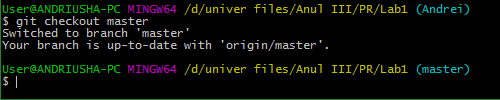 User@ANDRIUSHA-PC MINGW64 /d/univer files/Anul III/PR/Lab1 (Andrei)
$ git checkout master
Switched to branch 'master'
Your branch is up-to-date with 'origin/master'.
User@ANDRIUSHA-PC MINGW64 /d/univer files/Anul III/PR/Lab1 (master)
$